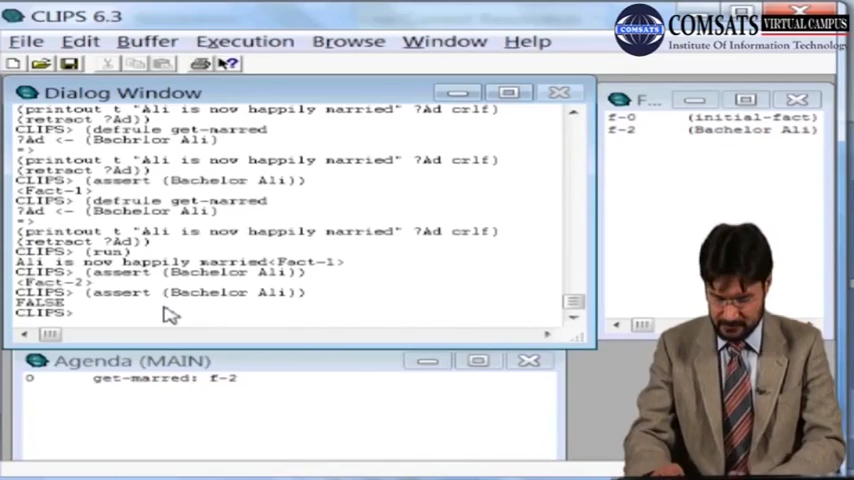 CLIPS 6.3
COMSATS VIRTUAL CAMPUS
Institute Of Information Technology
File Edit Buffer Execution Browse Window Help
Dialog Window
(printout t "Ali is now happily married" ?Ad crlf)
(retract ?Ad))
CLIPS> (defrule get-marred
?Ad <- (Bachrlor Ali)
=>
(printout t "Ali is now happily married" ?Ad crlf)
(retract ?Ad))
CLIPS> (assert (Bachelor Ali))
<Fact-1>
CLIPS> (defrule get-marred
?Ad <- (Bachelor Ali)
=>
(printout t "Ali is now happily married" ?Ad crlf)
(retract ?Ad))
CLIPS> (run)
Ali is now happily married<Fact-1>
CLIPS> (assert (Bachelor Ali))
<Fact-2>
CLIPS> (assert (Bachelor Ali))
FALSE
CLIPS>
F...
f-0 (initial-fact)
f-2 (Bachelor Ali)
Agenda (MAIN)
0 get-marred: f-2